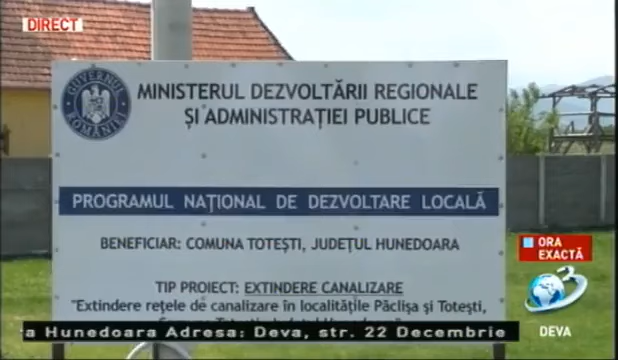 DIRECT
GUVERNUL ROMÂNIEI
MINISTERUL DEZVOLTĂRII REGIONALE
ȘI ADMINISTRAȚIEI PUBLICE
PROGRAMUL NAȚIONAL DE DEZVOLTARE LOCALĂ
BENEFICIAR: COMUNA TOTEȘTI, JUDEȚUL HUNEDOARA
TIP PROIECT: EXTINDERE CANALIZARE
"Extindere rețele de canalizare în localitățile Păclișa și Totești,
ORA
EXACTĂ
3
DEVA
a Hunedoara Adresa: Deva, str. 22 Decembrie